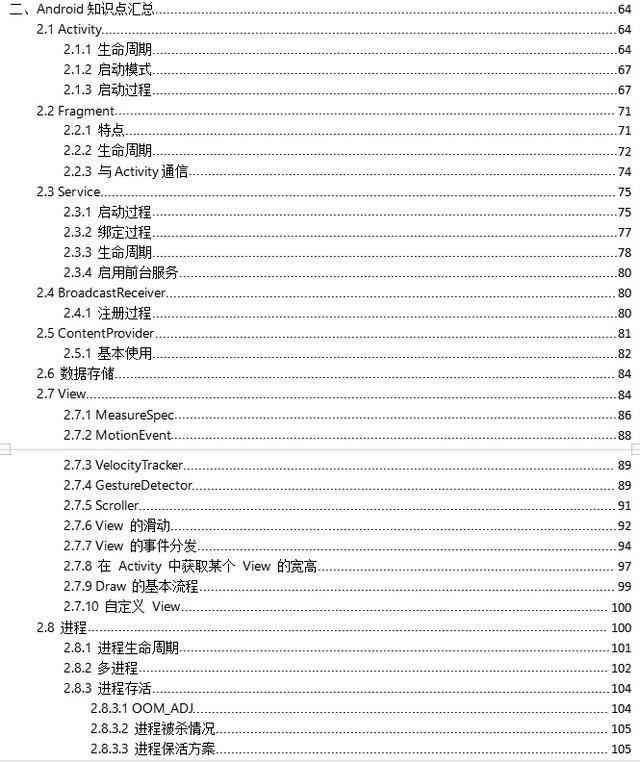 二、Android 知识点汇总........64
2.1 Activity........64
2.1.1 生命周期........64
2.1.2 启动模式........67
2.1.3 启动过程........67
2.2 Fragment........71
2.2.1 特点........71
2.2.2 生命周期........72
2.2.3 与Activity通信........74
2.3 Service........75
2.3.1 启动过程........75
2.3.2 绑定过程........77
2.3.3 生命周期........78
2.3.4 启用前台服务........80
2.4 BroadcastReceiver........80
2.4.1 注册过程........80
2.5 ContentProvider........81
2.5.1 基本使用........82
2.6 数据存储........84
2.7 View........84
2.7.1 MeasureSpec........86
2.7.2 MotionEvent........88
2.7.3 VelocityTracker........89
2.7.4 GestureDetector........89
2.7.5 Scroller........91
2.7.6 View 的滑动........92
2.7.7 View 的事件分发........94
2.7.8 在 Activity 中获取某个 View 的宽高........97
2.7.9 Draw 的基本流程........99
2.7.10 自定义 View........100
2.8 进程........100
2.8.1 进程生命周期........101
2.8.2 多进程........102
2.8.3 进程存活........104
2.8.3.1 OOM_ADJ........104
2.8.3.2 进程被杀情况........105
2.8.3.3 进程保活方案........105